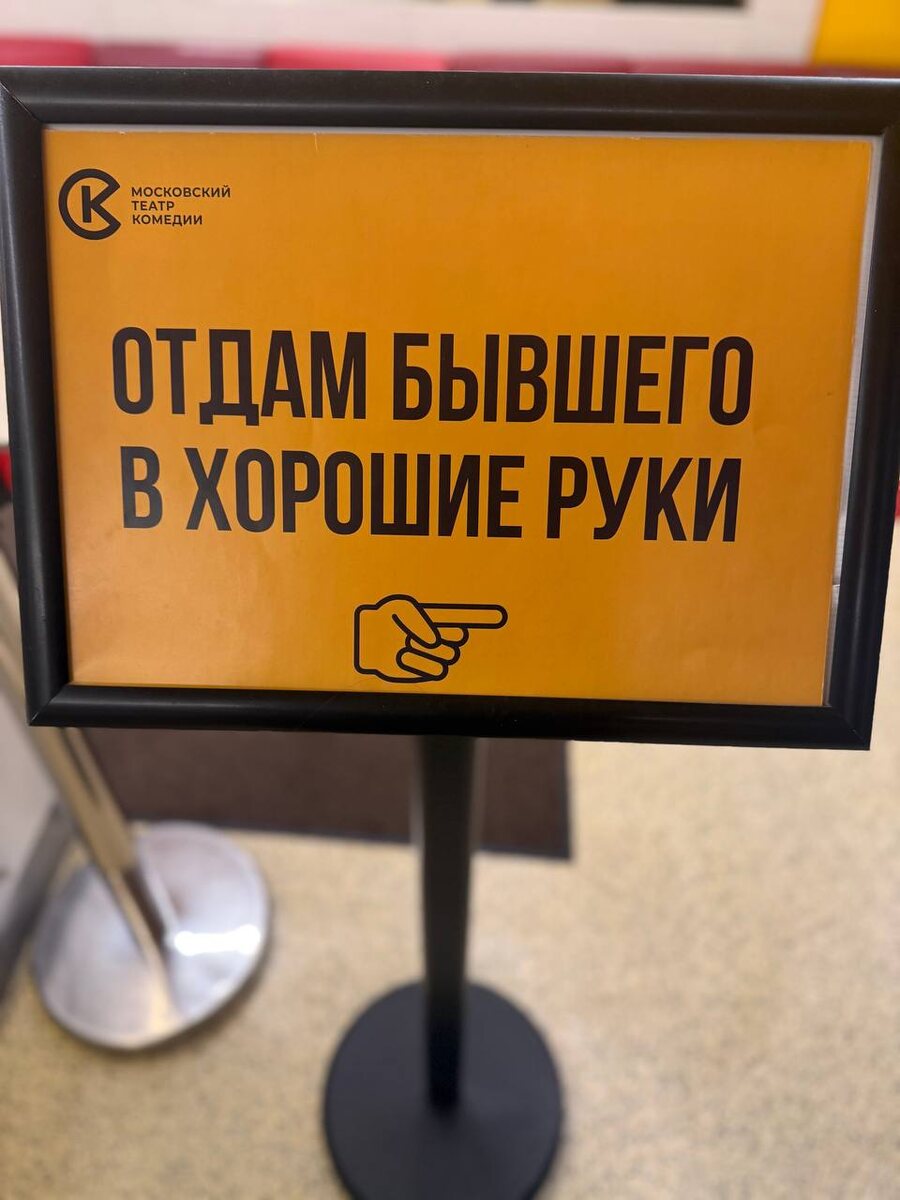 МОСКОВСКИЙ
ТЕАТР
КОМЕДИИ
ОТДАМ БЫВШЕГО
В ХОРОШИЕ РУКИ